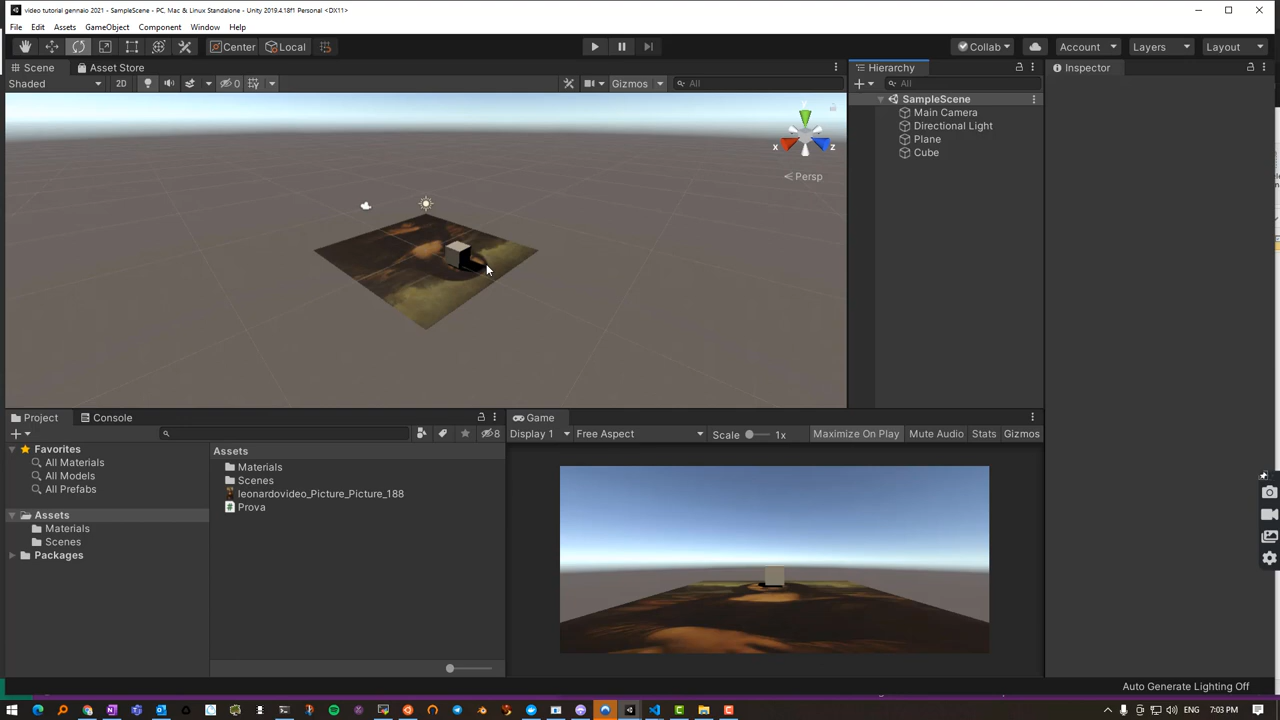 video tutorial gennaio 2021 - SampleScene - PC, Mac & Linux Standalone - Unity 2019.4.18f1 Personal <DX11>
File Edit Assets GameObject Component Window Help
Center Local Collab Account Layers Layout
Scene Asset Store Hierarchy Inspector
Shaded 2D 0 Gizmos All All
SampleScene
Main Camera
Directional Light
Plane
Cube
y
x z
Persp
Project Console Game
8 Display 1 Free Aspect Scale 1x Maximize On Play Mute Audio Stats Gizmos
Favorites
All Materials
All Models
All Prefabs
Assets
Materials
Scenes
Packages
Assets
Materials
Scenes
leonardovideo_Picture_Picture_188
Prova
Auto Generate Lighting Off
ENG 7:03 PM